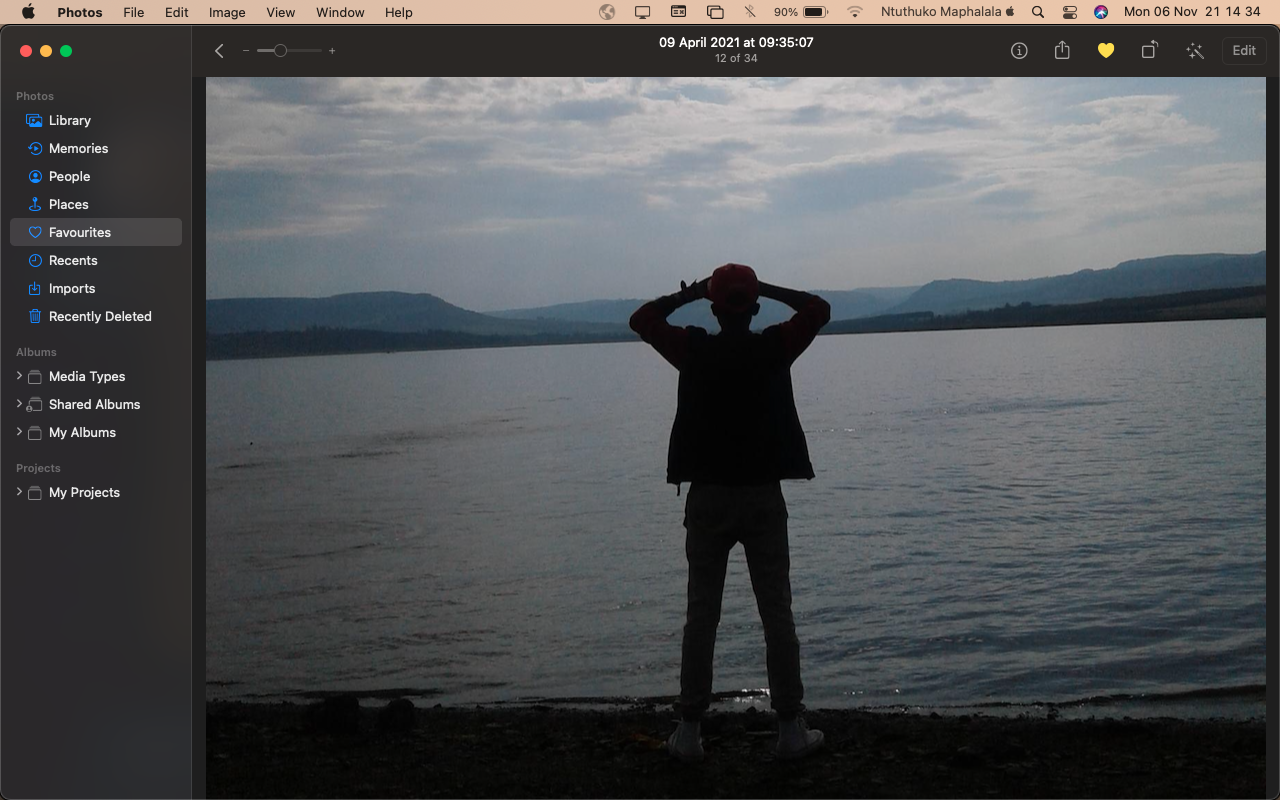 Photos File Edit Image View Window Help 90% Ntuthuko Maphalala Mon 06 Nov 21 14 34
09 April 2021 at 09:35:07
12 of 34
Edit
Photos
Library
Memories
People
Places
Favourites
Recents
Imports
Recently Deleted
Albums
Media Types
Shared Albums
My Albums
Projects
My Projects